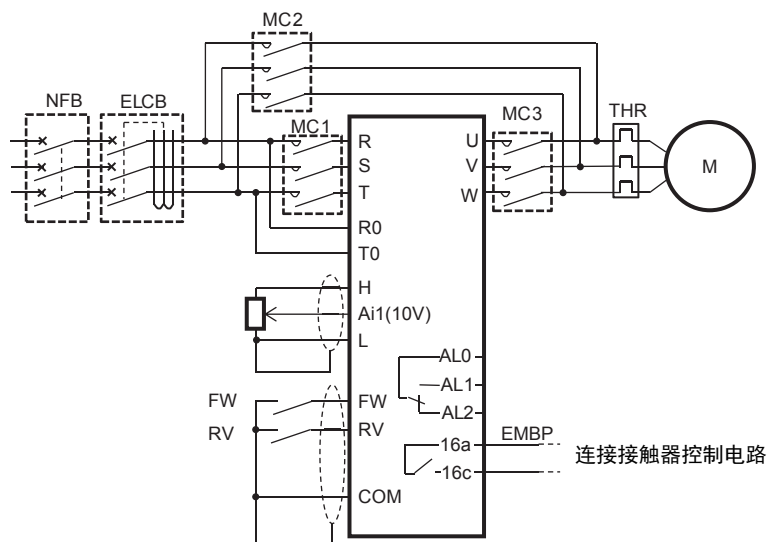 MC2
NFB
ELCB
MC1
MC3
THR
R
U
S
V
T
W
M
R0
T0
H
Ai1(10V)
L
AL0
AL1
AL2
FW
FW
RV
RV
16a
EMBP
16c
连接接触器控制电路
COM